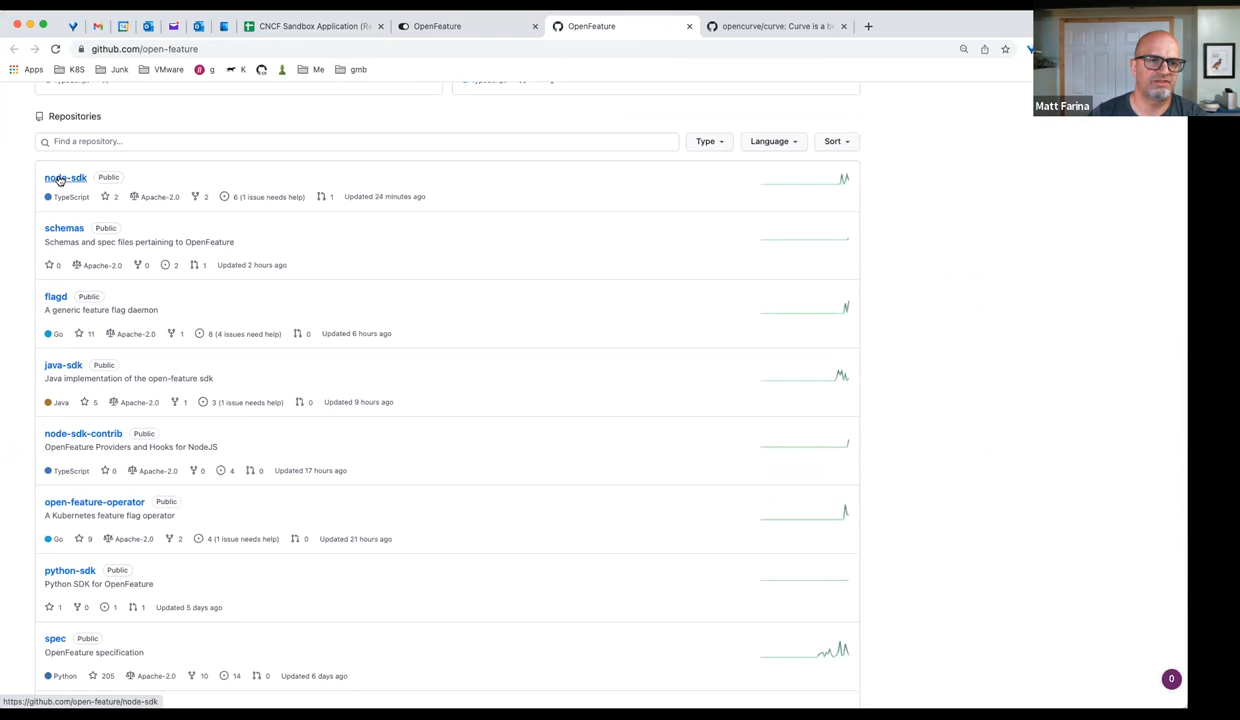 CNCF Sandbox Application (Re
OpenFeature
OpenFeature
opencurve/curve: Curve is a be
github.com/open-feature
Apps
K8S
Junk
VMware
g
K
Me
gmb
Matt Farina
Repositories
Find a repository...
Type
Language
Sort
node-sdk
Public
TypeScript 2 Apache-2.0 2 6 (1 issue needs help) 1 Updated 24 minutes ago
schemas Public
Schemas and spec files pertaining to OpenFeature
0 Apache-2.0 0 2 1 Updated 2 hours ago
flagd Public
A generic feature flag daemon
Go 11 Apache-2.0 1 8 (4 issues need help) 0 Updated 6 hours ago
java-sdk Public
Java implementation of the open-feature sdk
Java 5 Apache-2.0 1 3 (1 issue needs help) 0 Updated 9 hours ago
node-sdk-contrib Public
OpenFeature Providers and Hooks for NodeJS
TypeScript 0 Apache-2.0 0 4 0 Updated 17 hours ago
open-feature-operator Public
A Kubernetes feature flag operator
Go 9 Apache-2.0 2 4 (1 issue needs help) 0 Updated 21 hours ago
python-sdk Public
Python SDK for OpenFeature
1 0 1 1 Updated 5 days ago
spec Public
OpenFeature specification
Python 205 Apache-2.0 10 14 0 Updated 6 days ago
0
https://github.com/open-feature/node-sdk